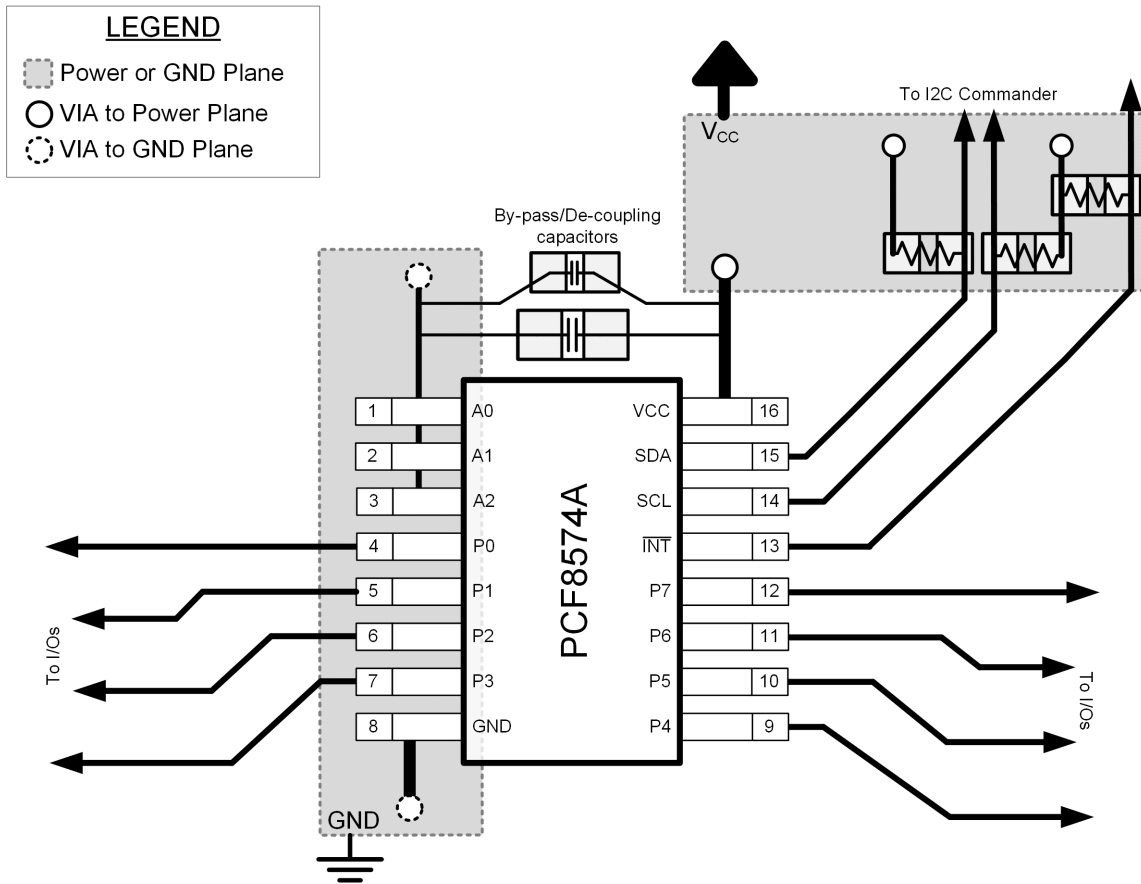 LEGEND
Power or GND Plane
VIA to Power Plane
VIA to GND Plane
To I2C Commander
VCC
By-pass/De-coupling
capacitors
1 A0 VCC 16
2 A1 SDA 15
3 A2 SCL 14
4 P0 INT 13
5 P1 P7 12
6 P2 P6 11
7 P3 P5 10
8 GND P4 9
PCF8574A
To I/Os
To I/Os
GND